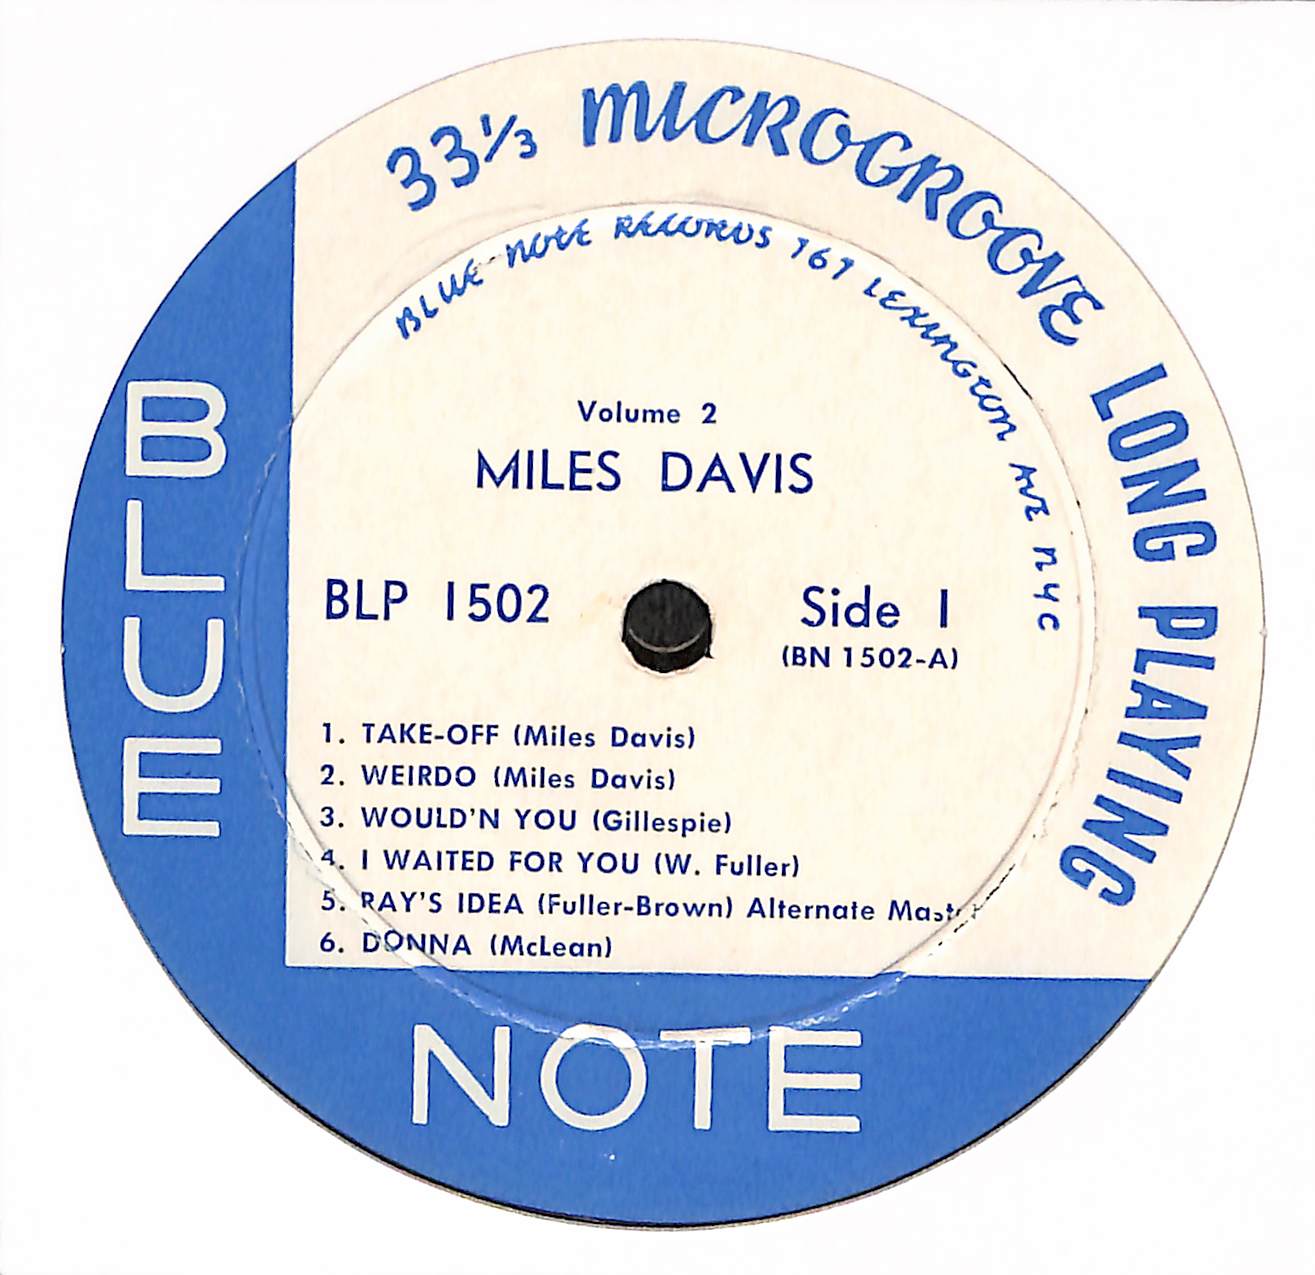 33⅓ MICROGROOVE LONG PLAYING
BLUE NOTE RECORDS 767 LEXINGTON AVE NYC
Volume 2
MILES DAVIS
BLP 1502
Side 1
(BN 1502-A)
1. TAKE-OFF (Miles Davis)
2. WEIRDO (Miles Davis)
3. WOULD'N YOU (Gillespie)
4. I WAITED FOR YOU (W. Fuller)
5. RAY'S IDEA (Fuller-Brown) Alternate Master
6. DONNA (McLean)
BLUE
NOTE